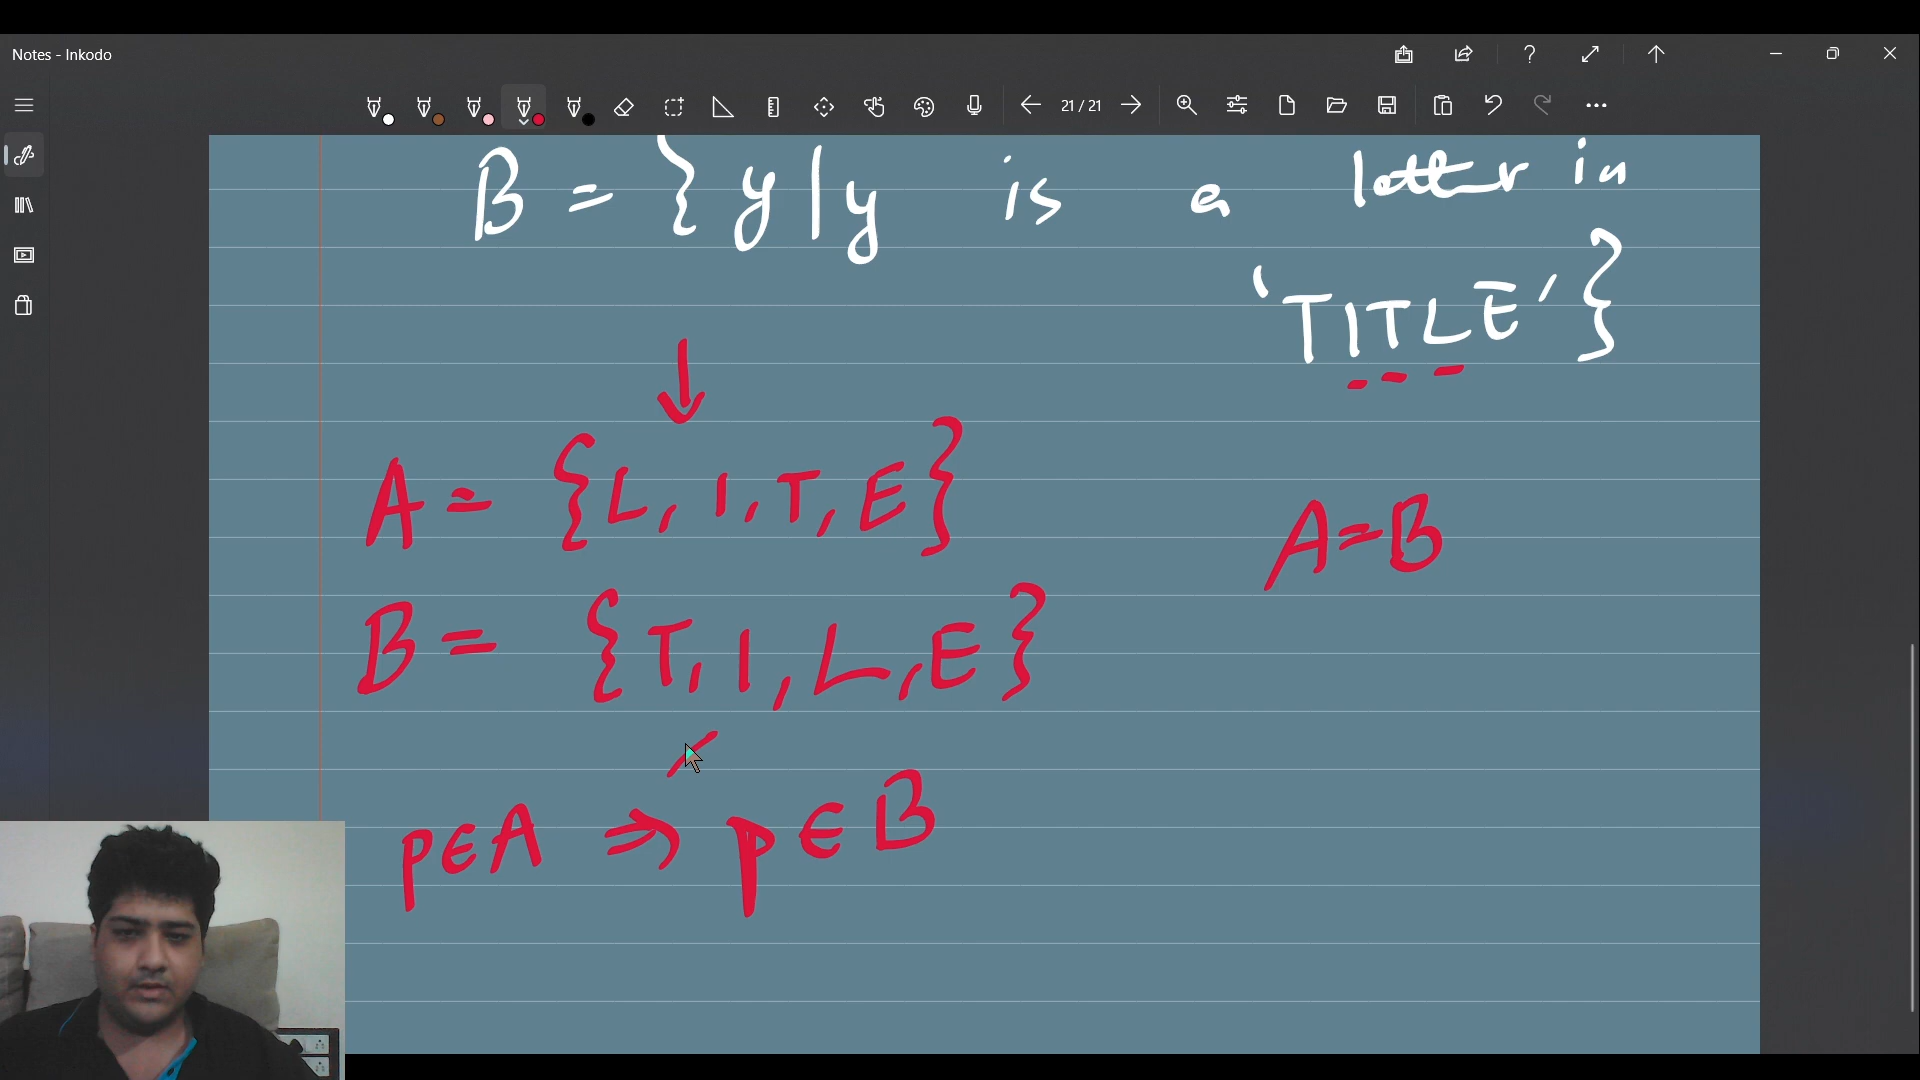 Notes - Inkodo
21 / 21
B = { y | y is a letter in
'TITLE' }
A = {L, I, T, E}
A=B
B = {T, I, L, E}
p∈A ⇒ p∈B